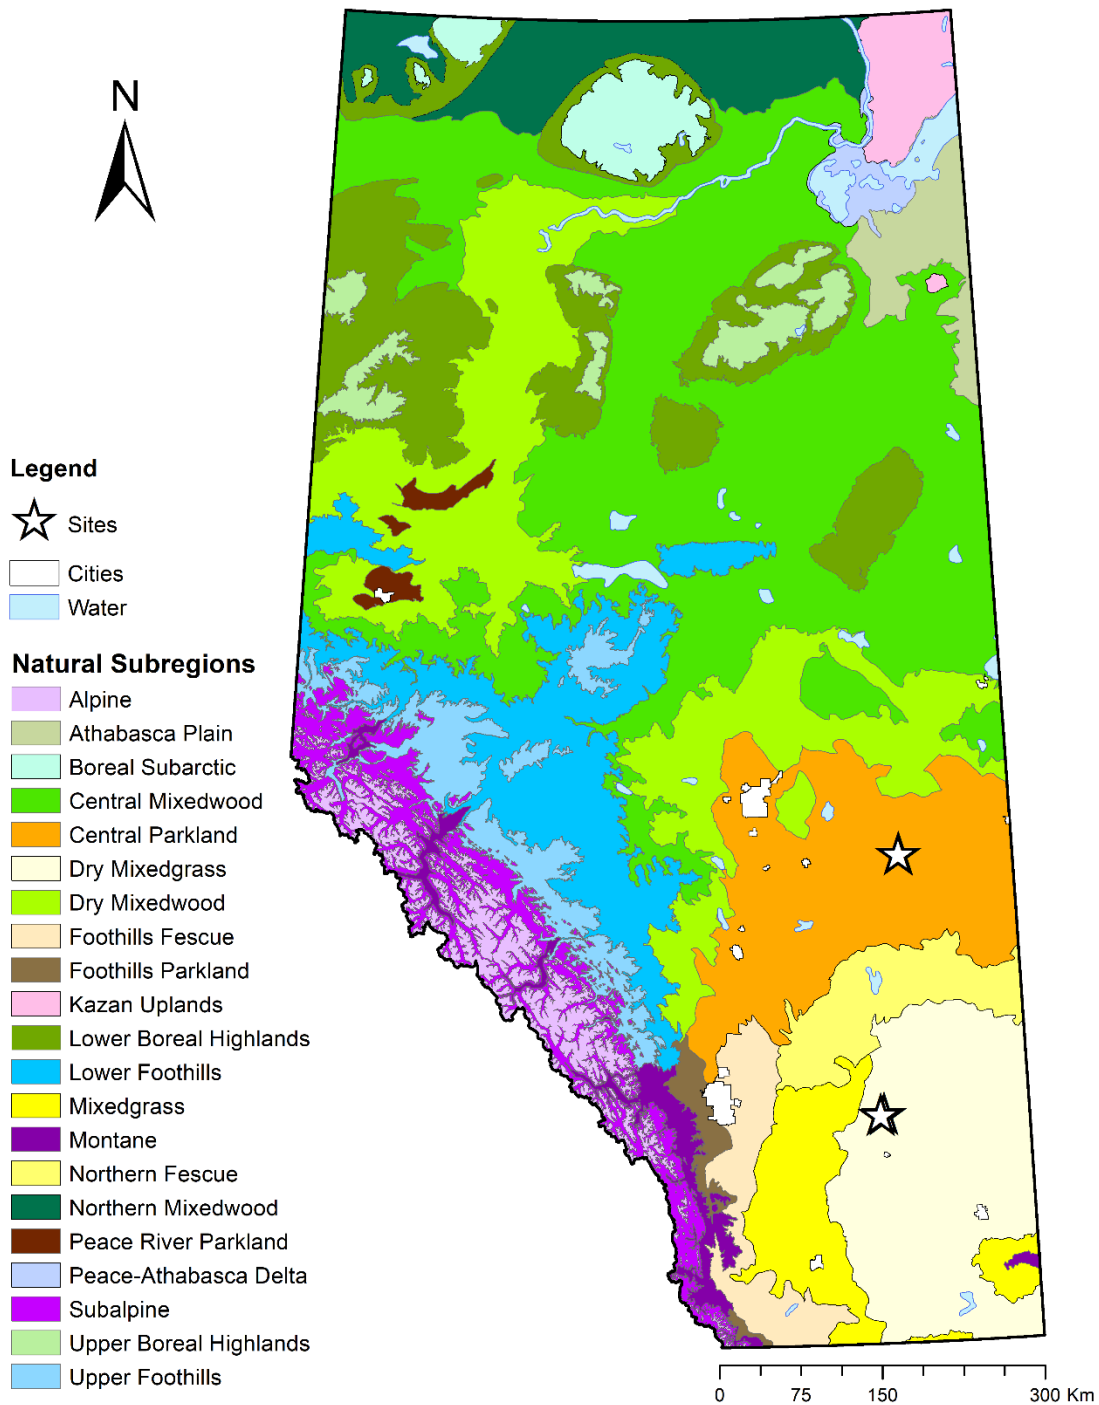 N
Legend
Sites
Cities
Water
Natural Subregions
Alpine
Athabasca Plain
Boreal Subarctic
Central Mixedwood
Central Parkland
Dry Mixedgrass
Dry Mixedwood
Foothills Fescue
Foothills Parkland
Kazan Uplands
Lower Boreal Highlands
Lower Foothills
Mixedgrass
Montane
Northern Fescue
Northern Mixedwood
Peace River Parkland
Peace-Athabasca Delta
Subalpine
Upper Boreal Highlands
Upper Foothills
0 75 150 300 Km